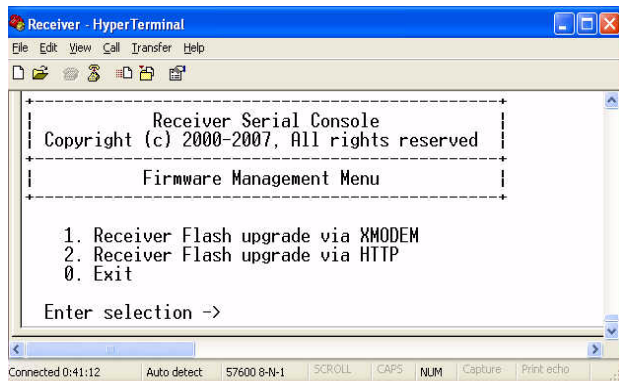 Receiver - HyperTerminal
File Edit View Call Transfer Help
Receiver Serial Console
Copyright (c) 2000-2007, All rights reserved
Firmware Management Menu
1. Receiver Flash upgrade via XMODEM
2. Receiver Flash upgrade via HTTP
0. Exit
Enter selection ->
Connected 0:41:12 Auto detect 57600 8-N-1 SCROLL CAPS NUM Capture Print echo